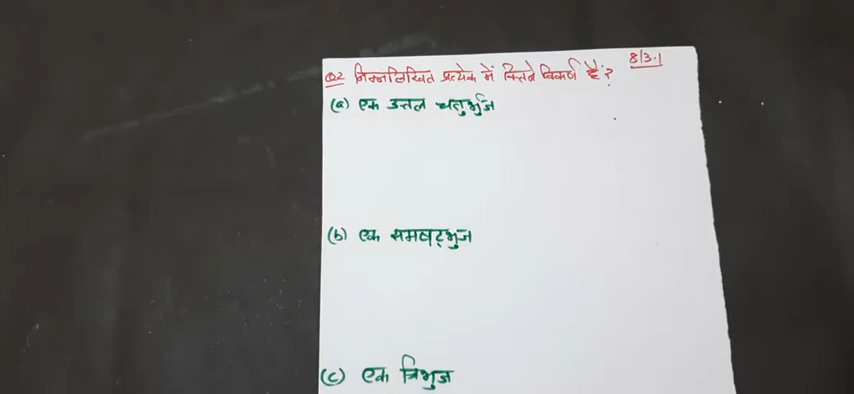 8/3.1
Q2 निम्नलिखित प्रत्येक में कितने विकर्ण हैं?
(a) एक उत्तल चतुर्भुज
(b) एक समषट्भुज
(c) एक त्रिभुज